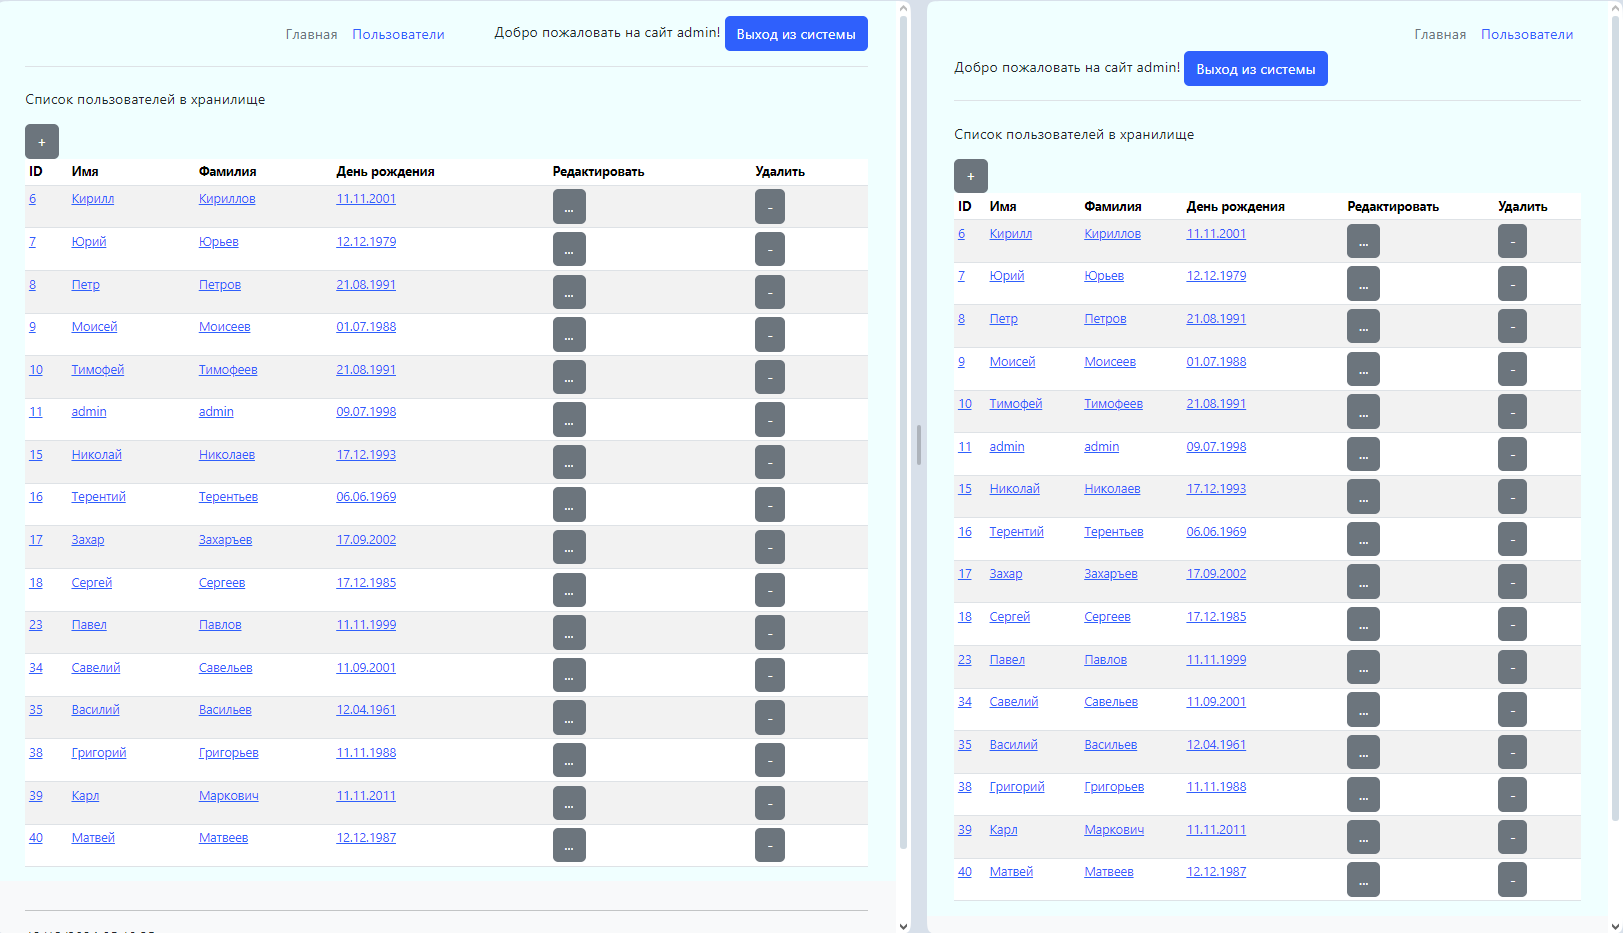 Главная Пользователи
Добро пожаловать на сайт admin! Выход из системы
Список пользователей в хранилище
+
ID Имя Фамилия День рождения Редактировать Удалить
6 Кирилл Кириллов 11.11.2001 ... -
7 Юрий Юрьев 12.12.1979 ... -
8 Петр Петров 21.08.1991 ... -
9 Моисей Моисеев 01.07.1988 ... -
10 Тимофей Тимофеев 21.08.1991 ... -
11 admin admin 09.07.1998 ... -
15 Николай Николаев 17.12.1993 ... -
16 Терентий Терентьев 06.06.1969 ... -
17 Захар Захаръев 17.09.2002 ... -
18 Сергей Сергеев 17.12.1985 ... -
23 Павел Павлов 11.11.1999 ... -
34 Савелий Савельев 11.09.2001 ... -
35 Василий Васильев 12.04.1961 ... -
38 Григорий Григорьев 11.11.1988 ... -
39 Карл Маркович 11.11.2011 ... -
40 Матвей Матвеев 12.12.1987 ... -
Главная Пользователи
Добро пожаловать на сайт admin! Выход из системы
Список пользователей в хранилище
+
ID Имя Фамилия День рождения Редактировать Удалить
6 Кирилл Кириллов 11.11.2001 ... -
7 Юрий Юрьев 12.12.1979 ... -
8 Петр Петров 21.08.1991 ... -
9 Моисей Моисеев 01.07.1988 ... -
10 Тимофей Тимофеев 21.08.1991 ... -
11 admin admin 09.07.1998 ... -
15 Николай Николаев 17.12.1993 ... -
16 Терентий Терентьев 06.06.1969 ... -
17 Захар Захаръев 17.09.2002 ... -
18 Сергей Сергеев 17.12.1985 ... -
23 Павел Павлов 11.11.1999 ... -
34 Савелий Савельев 11.09.2001 ... -
35 Василий Васильев 12.04.1961 ... -
38 Григорий Григорьев 11.11.1988 ... -
39 Карл Маркович 11.11.2011 ... -
40 Матвей Матвеев 12.12.1987 ... -